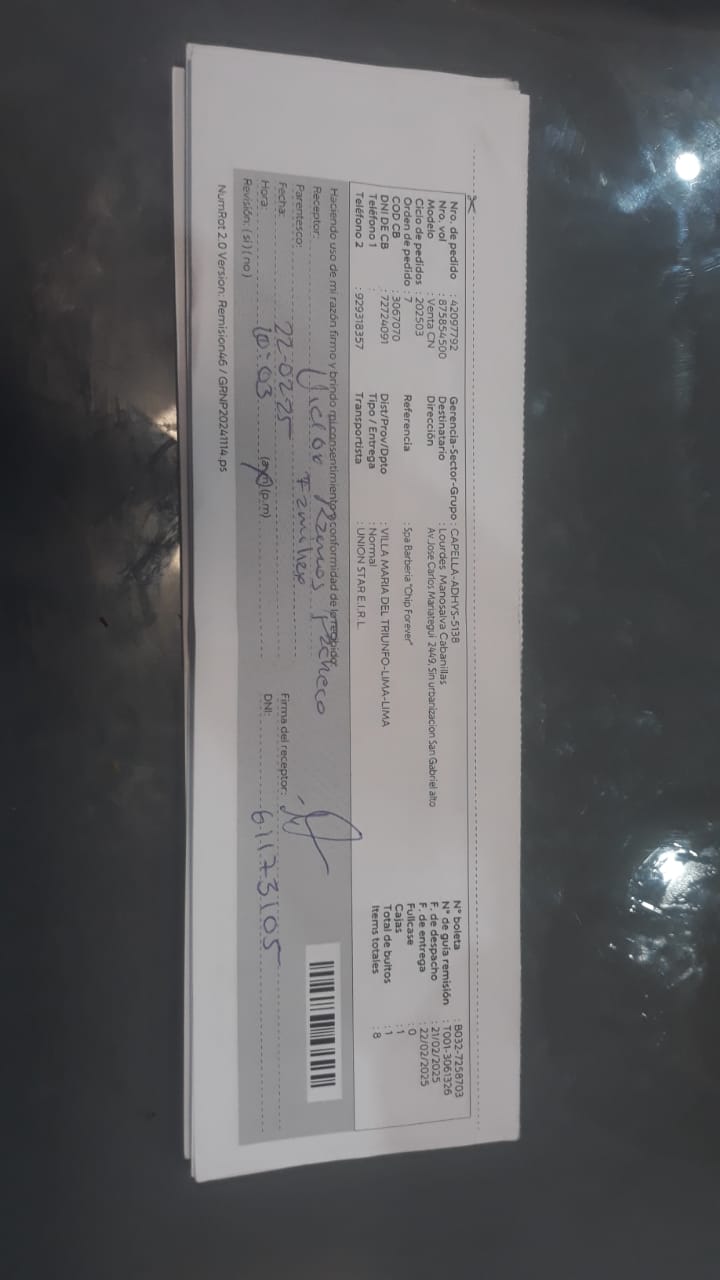 Nro. de pedido : 42097792
Nro. vol : 875854500
Modelo : Venta CN
Ciclo de pedidos : 202503
Orden de pedido : 7
COD CB : 3067070
DNI DE CB : 72724091
Teléfono 1 :
Teléfono 2 : 929318357
Gerencia-Sector-Grupo : CAPELLA-ADHYS-5138
Destinatario : Lourdes Manosalva Cabanillas
Dirección Av.Jose Carlos Mariategui 2449, Sin urbanizacion San Gabriel alto
Referencia : Spa Barberia "Chip Forever"
Dist/Prov/Dpto : VILLA MARIA DEL TRIUNFO-LIMA-LIMA
Tipo / Entrega : Normal
Transportista : UNION STAR E.I.R.L.
N° boleta : B032-7258703
N° de guía remisión : T001-3061326
F. de despacho : 21/02/2025
F. de entrega : 22/02/2025
Fullcase : 0
Cajas : 1
Total de bultos : 1
Items totales : 8
Haciendo uso de mi razón firmo y brindo mi consentimiento y conformidad de lo recibido
Receptor: Victor Ramos Pacheco
Parentesco: Familiar
Fecha: 22-02-25
Firma del receptor:
Hora: 10:03 (a.m) (p.m)
DNI: 61173105
Revisión: (si) (no)
NumRot 2.0 Version: Remision46 / GRNP20241114.ps